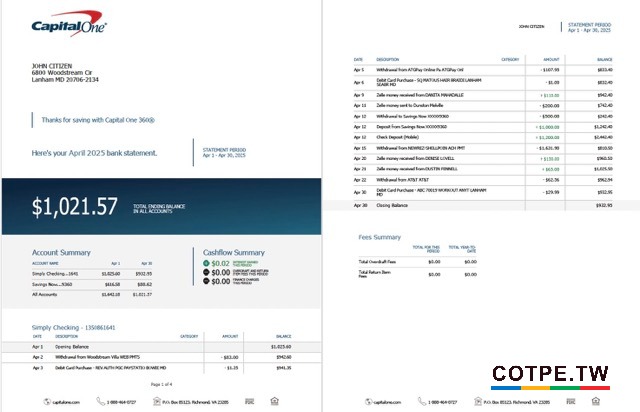 Capital One
JOHN CITIZEN
6800 Woodstream Cir
Lanham MD 20706-2134
Thanks for saving with Capital One 360®
Here's your April 2025 bank statement.
STATEMENT PERIOD
Apr 1 - Apr 30, 2025
$1,021.57
TOTAL ENDING BALANCE
IN ALL ACCOUNTS
Account Summary
ACCOUNT NAME Apr 1 Apr 30
Simply Checking...1641 $1,025.60 $932.95
Savings Now...9360 $616.58 $88.62
All Accounts $1,642.18 $1,021.57
Cashflow Summary
$0.02 INTEREST EARNED THIS PERIOD
$0.00 OVERDRAFT AND RETURN ITEM FEES THIS PERIOD
$0.00 FINANCE CHARGES THIS PERIOD
Simply Checking - 1350861641
DATE DESCRIPTION CATEGORY AMOUNT BALANCE
Apr 1 Opening Balance $1,025.60
Apr 2 Withdrawal from Woodstream Villa WEB PMTS - $83.00 $942.60
Apr 3 Debit Card Purchase - REV AUTH POC PAYSTATIO BOWIE MD - $1.25 $941.35
Page 1 of 4
capitalone.com 1-888-464-0727 P.O. Box 85123, Richmond, VA 23285
JOHN CITIZEN
STATEMENT PERIOD
Apr 1 - Apr 30, 2025
DATE DESCRIPTION CATEGORY AMOUNT BALANCE
Apr 5 Withdrawal from ATGPay Online Pa ATGPay Onl - $107.95 $833.40
Apr 6 Debit Card Purchase - SQ HAIR BRAIDI LANHAM - $1.00 $832.40
MD
Apr 9 Zelle money received from + $110.00 $942.40
Apr 11 Zelle money sent to Dunston Melville - $200.00 $742.40
Apr 12 Withdrawal to Savings Now - $500.00 $242.40
Apr 12 Deposit from Savings Now + $1,000.00 $1,242.40
Apr 12 Check Deposit (Mobile) + $1,200.00 $2,442.40
Apr 15 Withdrawal from NEWREZ-SHELLPOIN ACH PMT - $1,631.90 $810.50
Apr 20 Zelle money received from DENISE LOVELL + $150.00 $960.50
Apr 21 Zelle money received from DUSTIN FENNELL + $65.00 $1,025.50
Apr 22 Withdrawal from AT&T AT&T - $62.56 $962.94
Apr 30 Debit Card Purchase - ABC 70019 WORKOUT ANYT LANHAM - $29.99 $932.95
MD
Apr 30 Closing Balance $932.95
Fees Summary
TOTAL FOR THIS PERIOD TOTAL YEAR-TO-DATE
Total Overdraft Fees $0.00 $0.00
Total Return Item Fees $0.00 $0.00
capitalone.com 1-888-464-0727 P.O. Box 85123, Richmond, VA 23285
COTPE.TW